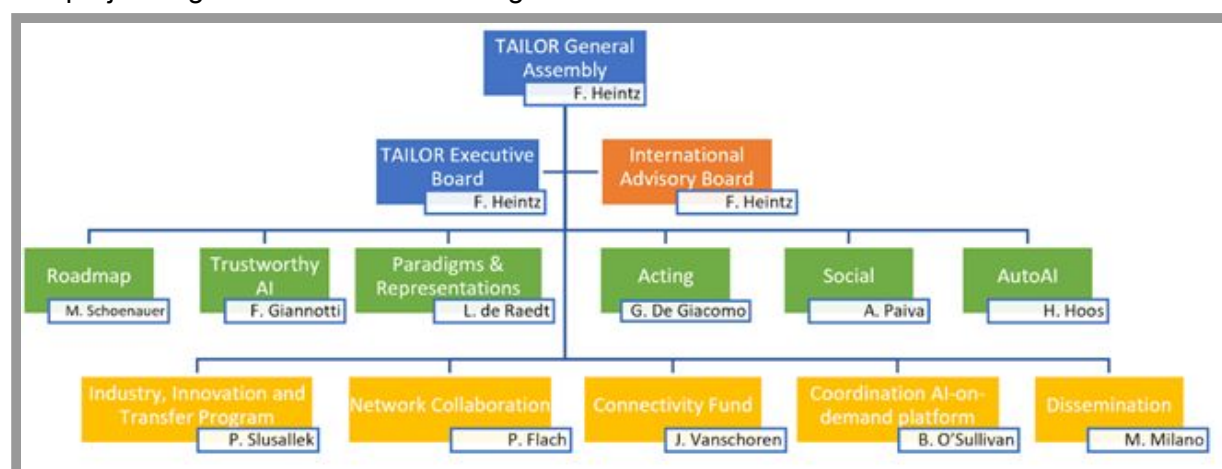 TAILOR General
Assembly
F. Heintz
TAILOR Executive
Board
F. Heintz
International
Advisory Board
F. Heintz
Roadmap
M. Schoenauer
Trustworthy
AI
F. Giannotti
Paradigms &
Representations
L. de Raedt
Acting
G. De Giacomo
Social
A. Paiva
AutoAI
H. Hoos
Industry, Innovation and
Transfer Program
P. Slusallek
Network Collaboration
P. Flach
Connectivity Fund
J. Vanschoren
Coordination AI-on-
demand platform
B. O'Sullivan
Dissemination
M. Milano